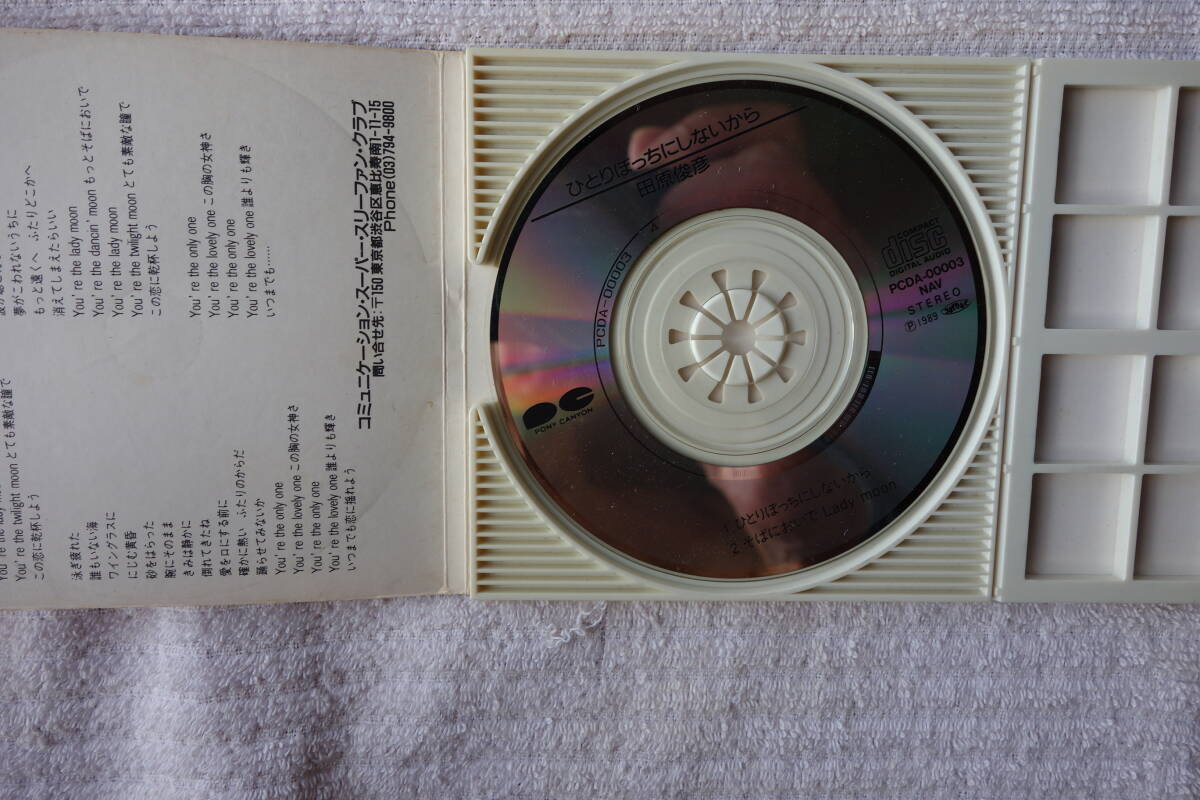 夢がこわれないうちに
もっと遠くへ ふたりどこかへ
消えてしまえたらいい
You're the lady moon
You're the dancin' moon もっとそばにおいで
You're the lady moon
You're the twilight moon とても素敵な瞳で
この恋に乾杯しよう
You're the only one
You're the lovely one この胸の女神さ
You're the only one
You're the lovely one 誰よりも輝き
いつまでも……
You're the twilight moon とても素敵な瞳で
この恋に乾杯しよう
泳ぎ疲れた
誰もいない海
ワイングラスに
にじむ黄昏
砂をはらった
腕にそのまま
きみは静かに
倒れてきたね
愛を口にする前に
確かに熱い ふたりのからだ
踊らせてみないか
You're the only one
You're the lovely one この胸の女神さ
You're the only one
You're the lovely one 誰よりも輝き
いつまでも恋に揺れよう
コミュニケーション・スーパー・スリーファン・クラブ
問い合せ先:〒150 東京都渋谷区恵比寿南1-11-15
Phone(03)794-9800
ひとりぼっちにしないから
田原俊彦
PCDA-00003 A
COMPACT
disc
DIGITAL AUDIO
PCDA-00003
NAV
STEREO
Ⓟ1989
PONY CANYON
1. ひとりぼっちにしないから
2. そばにおいで Lady moon